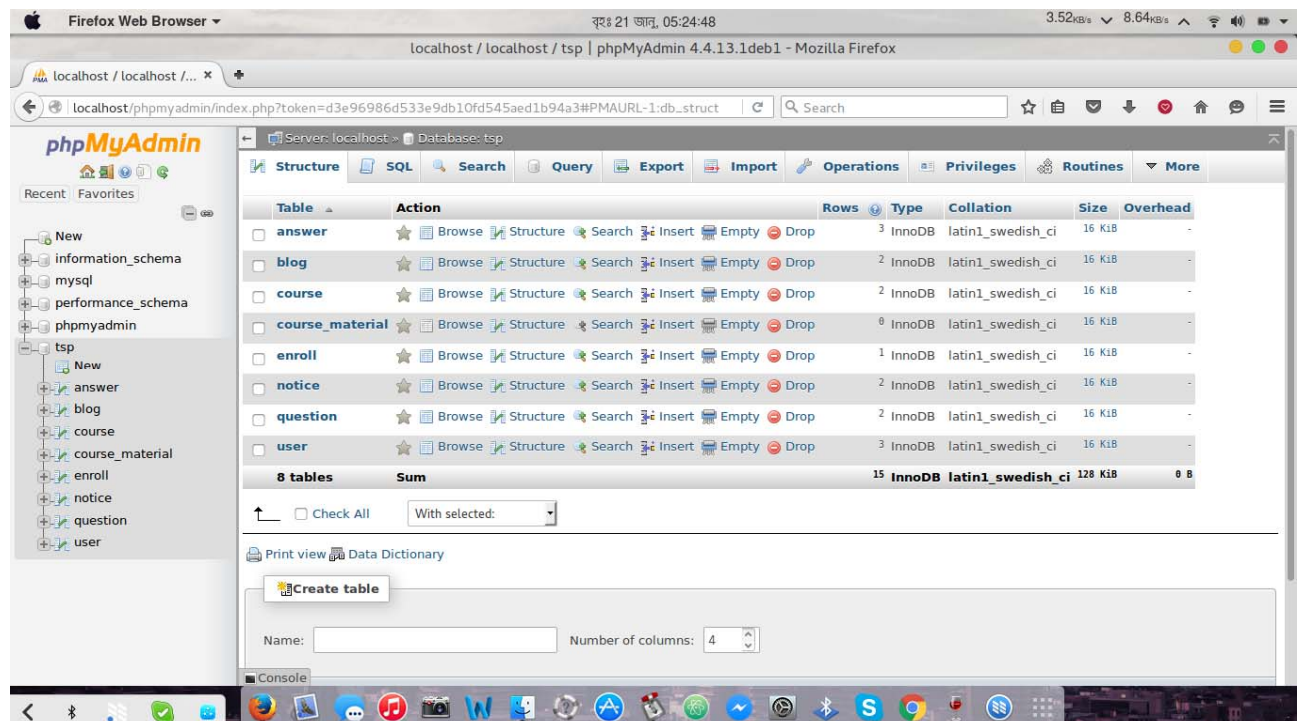 Firefox Web Browser বৃহঃ 21 জানু, 05:24:48 3.52KB/s 8.64KB/s
localhost / localhost / tsp | phpMyAdmin 4.4.13.1deb1 - Mozilla Firefox
localhost / localhost /... × +
localhost/phpmyadmin/index.php?token=d3e96986d533e9db10fd545aed1b94a3#PMAURL-1:db_struct Search
phpMyAdmin
Recent Favorites
New
information_schema
mysql
performance_schema
phpmyadmin
tsp
New
answer
blog
course
course_material
enroll
notice
question
user
Server: localhost » Database: tsp
Structure SQL Search Query Export Import Operations Privileges Routines More
Table Action Rows Type Collation Size Overhead
answer Browse Structure Search Insert Empty Drop 3 InnoDB latin1_swedish_ci 16 KiB -
blog Browse Structure Search Insert Empty Drop 2 InnoDB latin1_swedish_ci 16 KiB -
course Browse Structure Search Insert Empty Drop 2 InnoDB latin1_swedish_ci 16 KiB -
course_material Browse Structure Search Insert Empty Drop 0 InnoDB latin1_swedish_ci 16 KiB -
enroll Browse Structure Search Insert Empty Drop 1 InnoDB latin1_swedish_ci 16 KiB -
notice Browse Structure Search Insert Empty Drop 2 InnoDB latin1_swedish_ci 16 KiB -
question Browse Structure Search Insert Empty Drop 2 InnoDB latin1_swedish_ci 16 KiB -
user Browse Structure Search Insert Empty Drop 3 InnoDB latin1_swedish_ci 16 KiB -
8 tables Sum 15 InnoDB latin1_swedish_ci 128 KiB 0 B
Check All With selected:
Print view Data Dictionary
Create table
Name: Number of columns: 4
Console